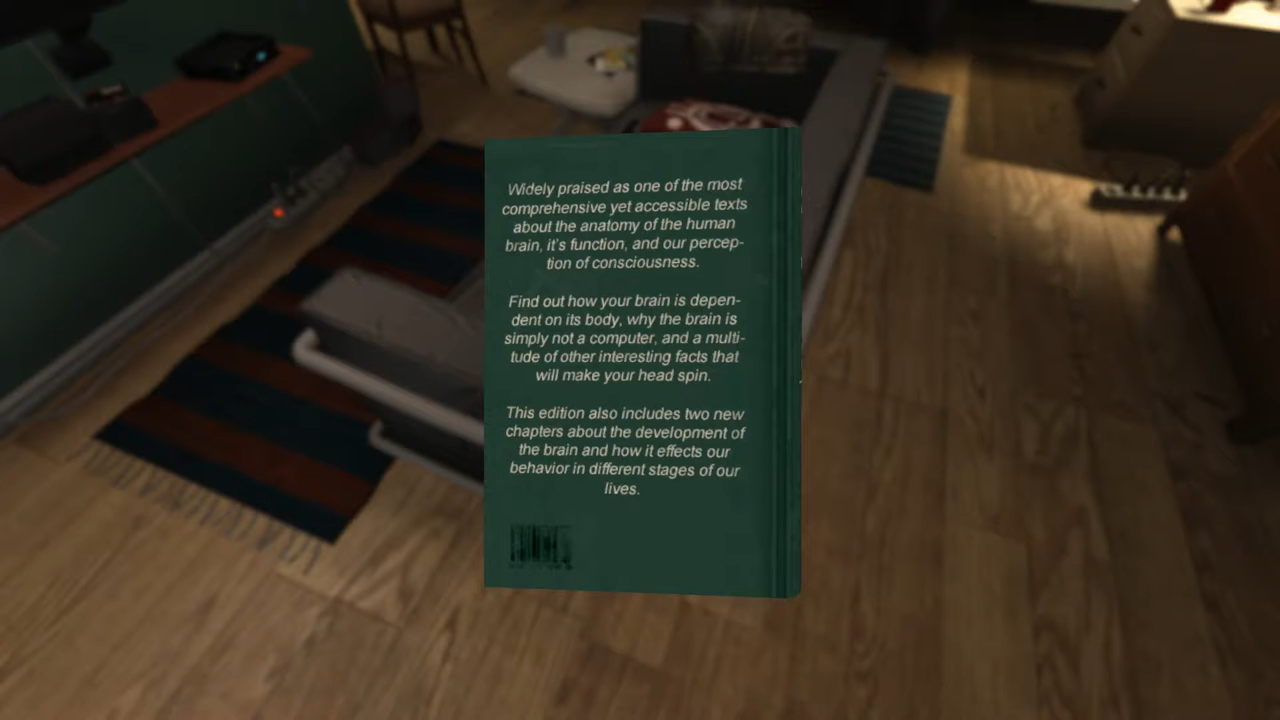 Widely praised as one of the most
comprehensive yet accessible texts
about the anatomy of the human
brain, it's function, and our percep-
tion of consciousness.
Find out how your brain is depen-
dent on its body, why the brain is
simply not a computer, and a multi-
tude of other interesting facts that
will make your head spin.
This edition also includes two new
chapters about the development of
the brain and how it effects our
behavior in different stages of our
lives.